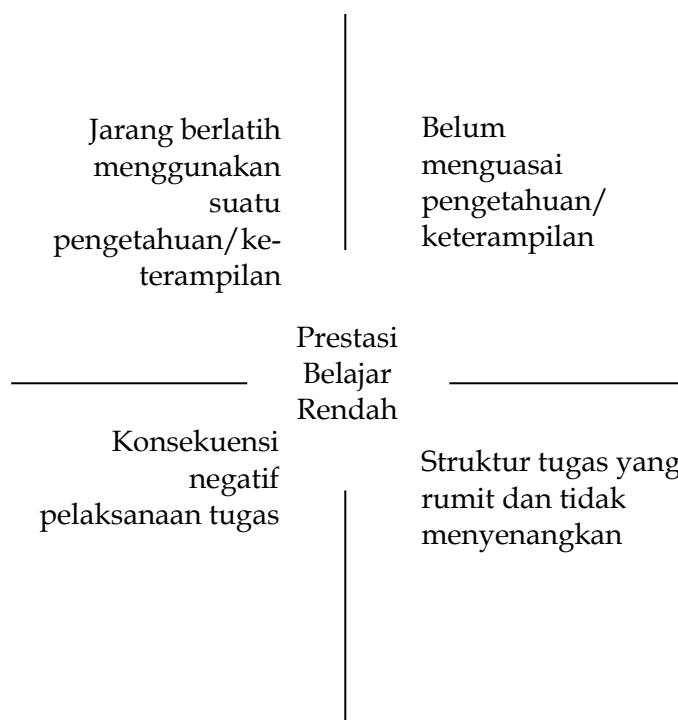 Jarang berlatih
menggunakan
suatu
pengetahuan/ke-
terampilan
Belum
menguasai
pengetahuan/
keterampilan
Prestasi
Belajar
Rendah
Konsekuensi
negatif
pelaksanaan tugas
Struktur tugas yang
rumit dan tidak
menyenangkan